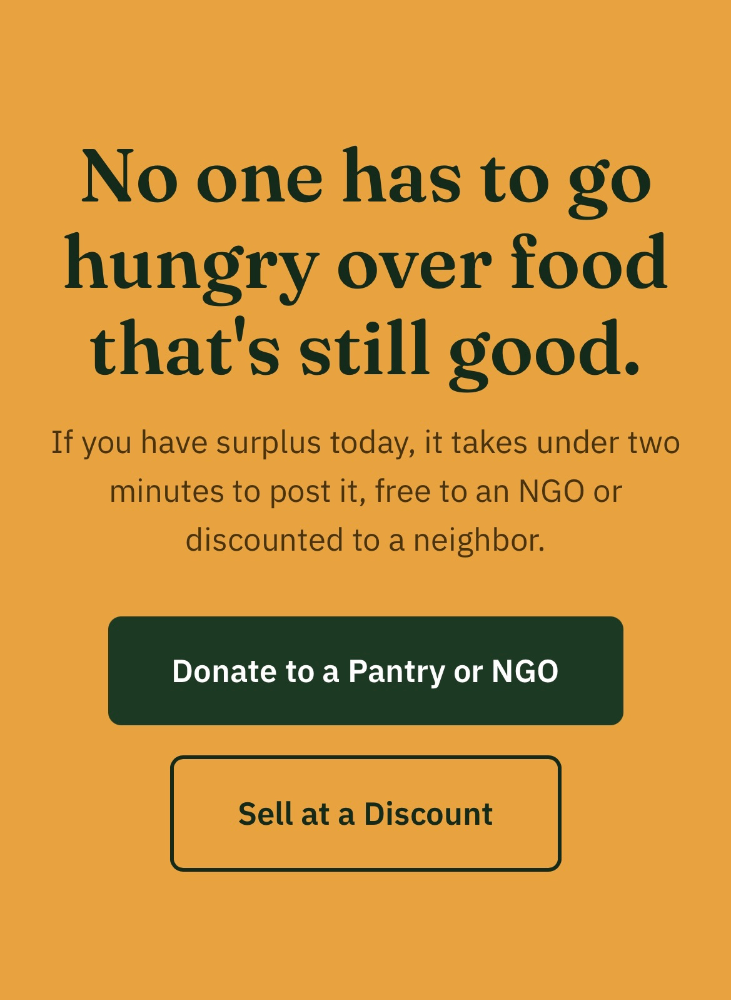 No one has to go
hungry over food
that's still good.
If you have surplus today, it takes under two
minutes to post it, free to an NGO or
discounted to a neighbor.
Donate to a Pantry or NGO
Sell at a Discount